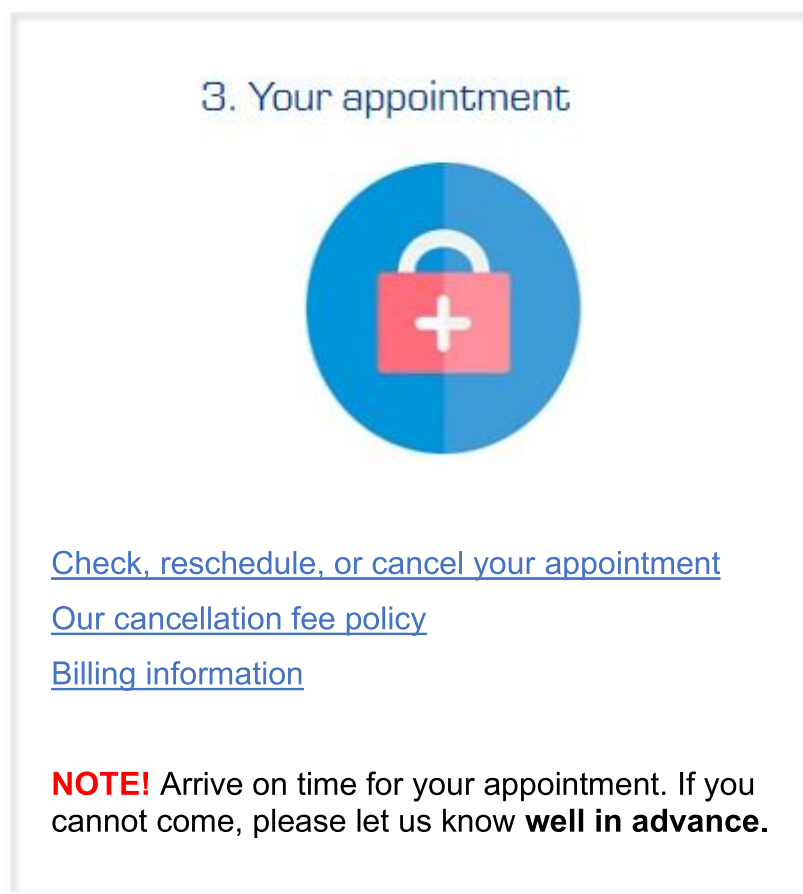 3. Your appointment
Check, reschedule, or cancel your appointment
Our cancellation fee policy
Billing information
NOTE! Arrive on time for your appointment. If you
cannot come, please let us know well in advance.